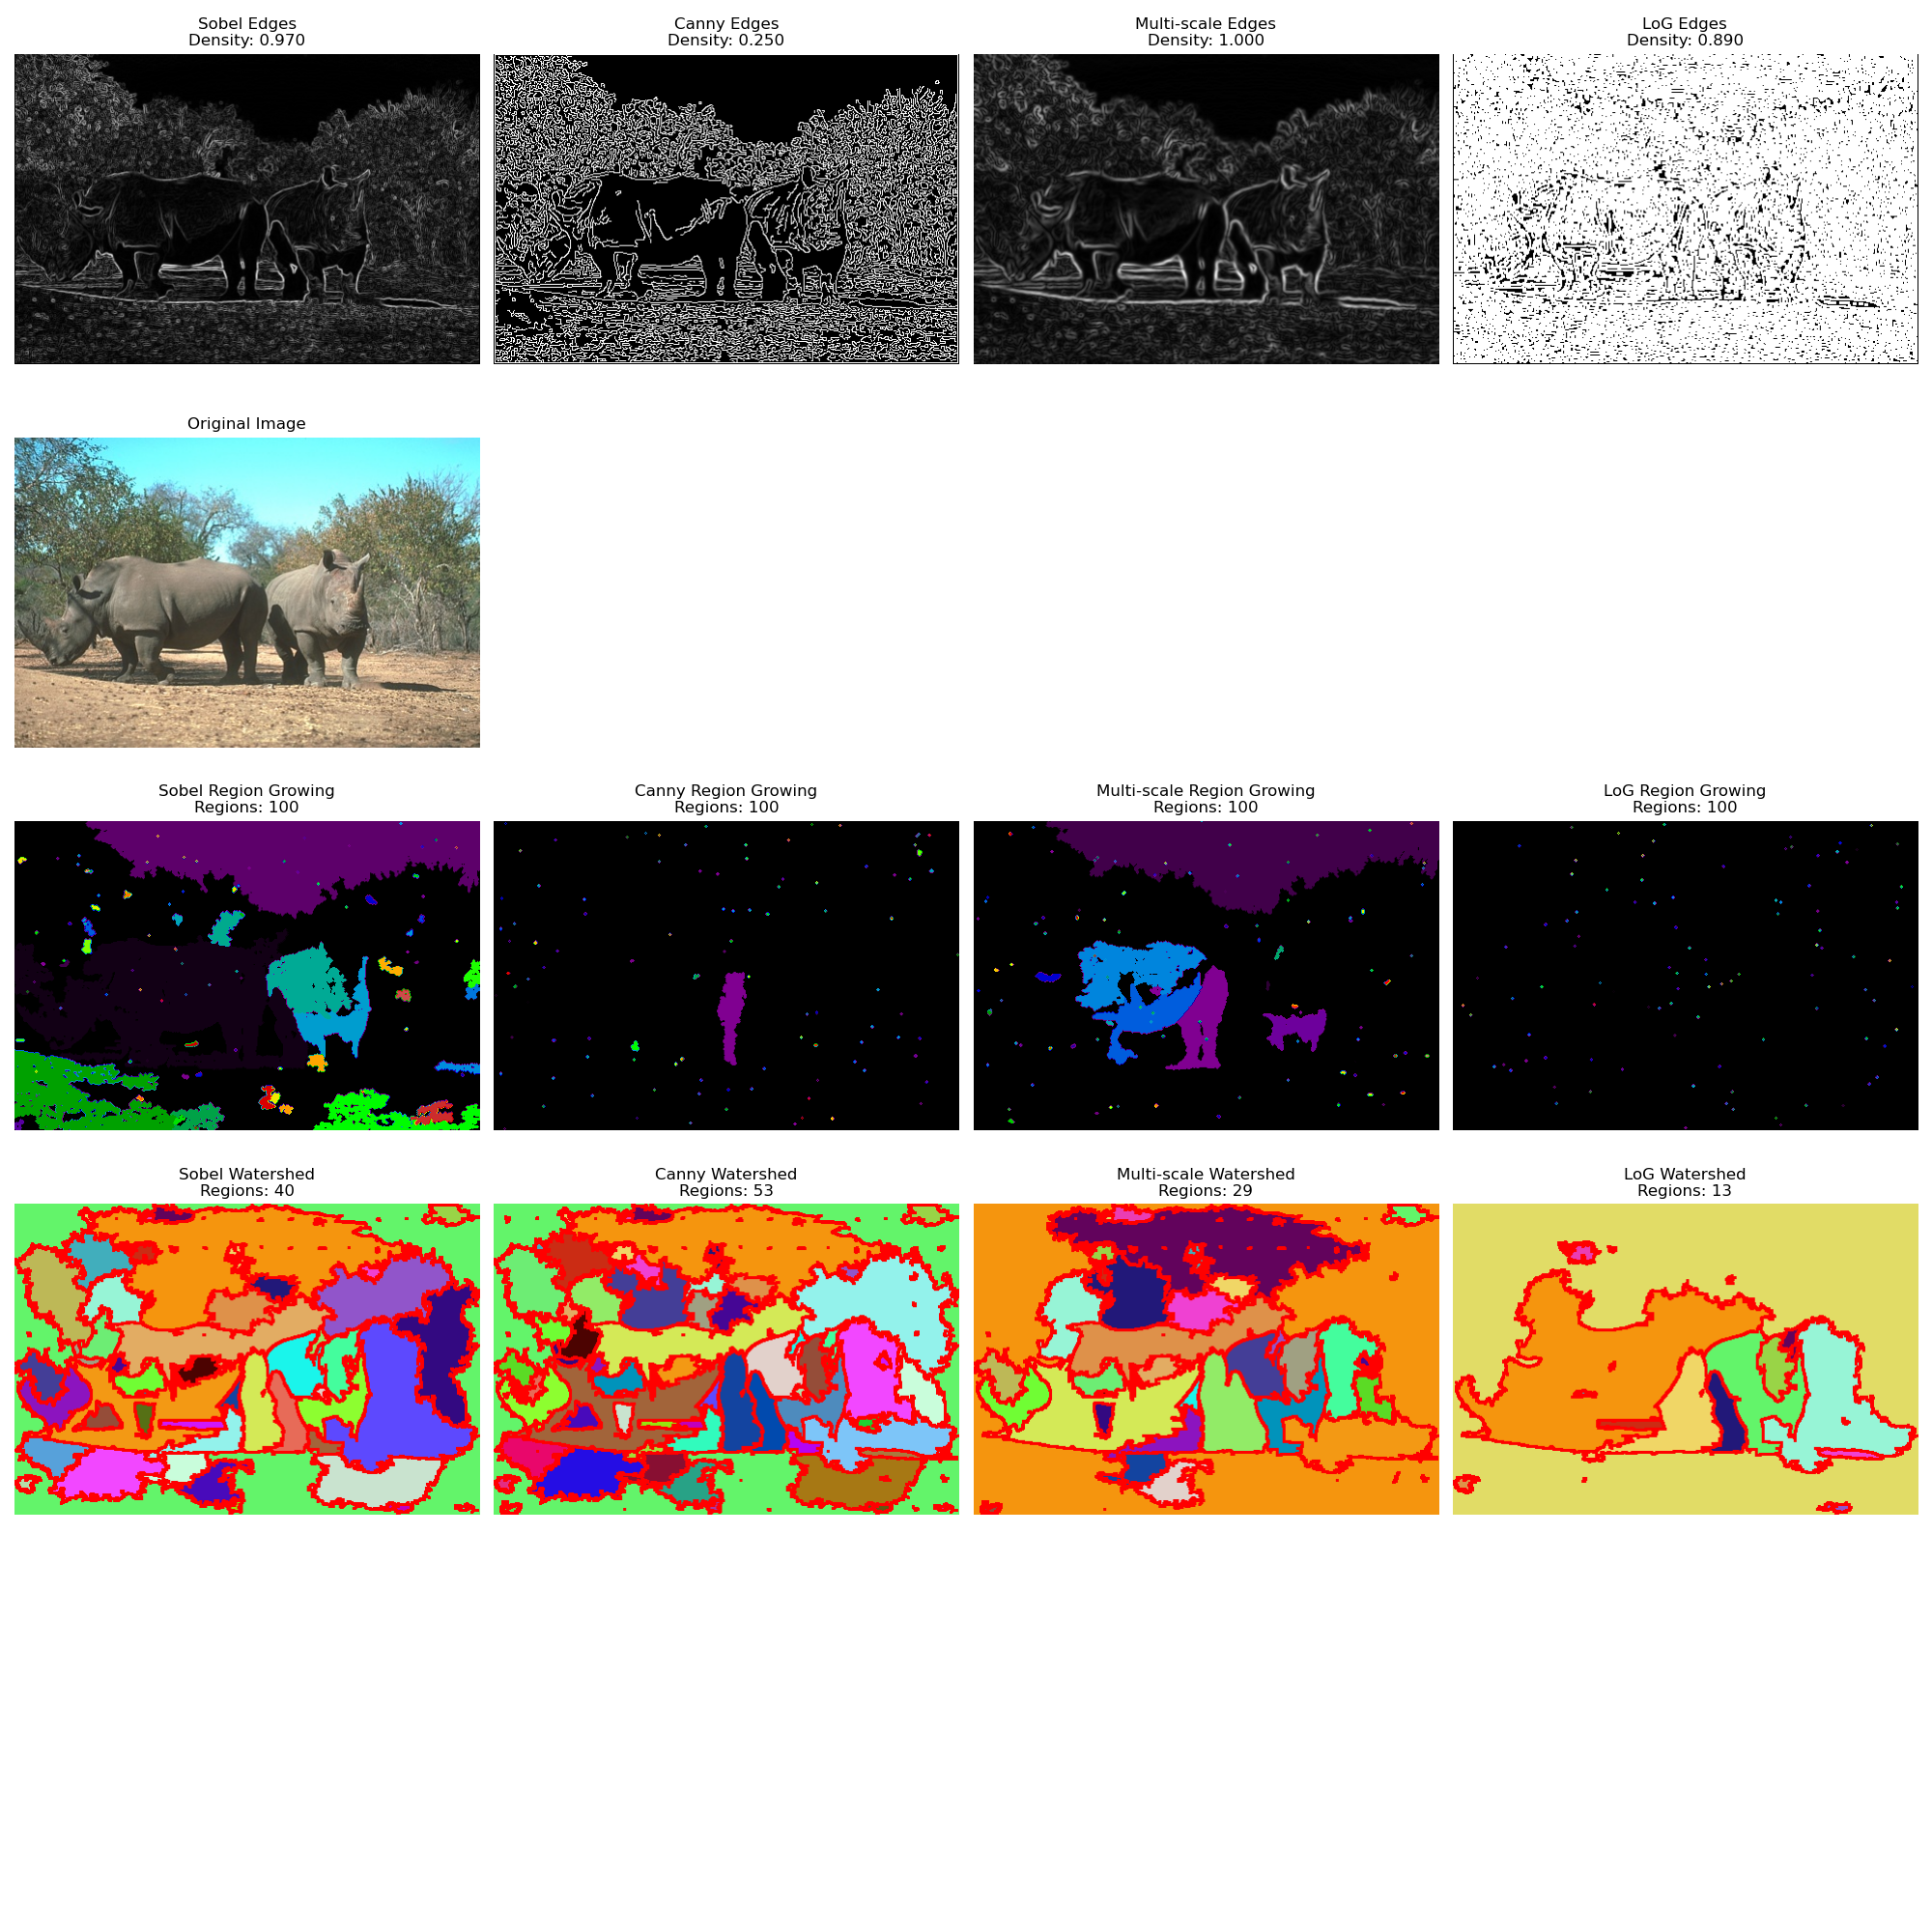 Sobel Edges
Density: 0.970
Canny Edges
Density: 0.250
Multi-scale Edges
Density: 1.000
LoG Edges
Density: 0.890
Original Image
Sobel Region Growing
Regions: 100
Canny Region Growing
Regions: 100
Multi-scale Region Growing
Regions: 100
LoG Region Growing
Regions: 100
Sobel Watershed
Regions: 40
Canny Watershed
Regions: 53
Multi-scale Watershed
Regions: 29
LoG Watershed
Regions: 13